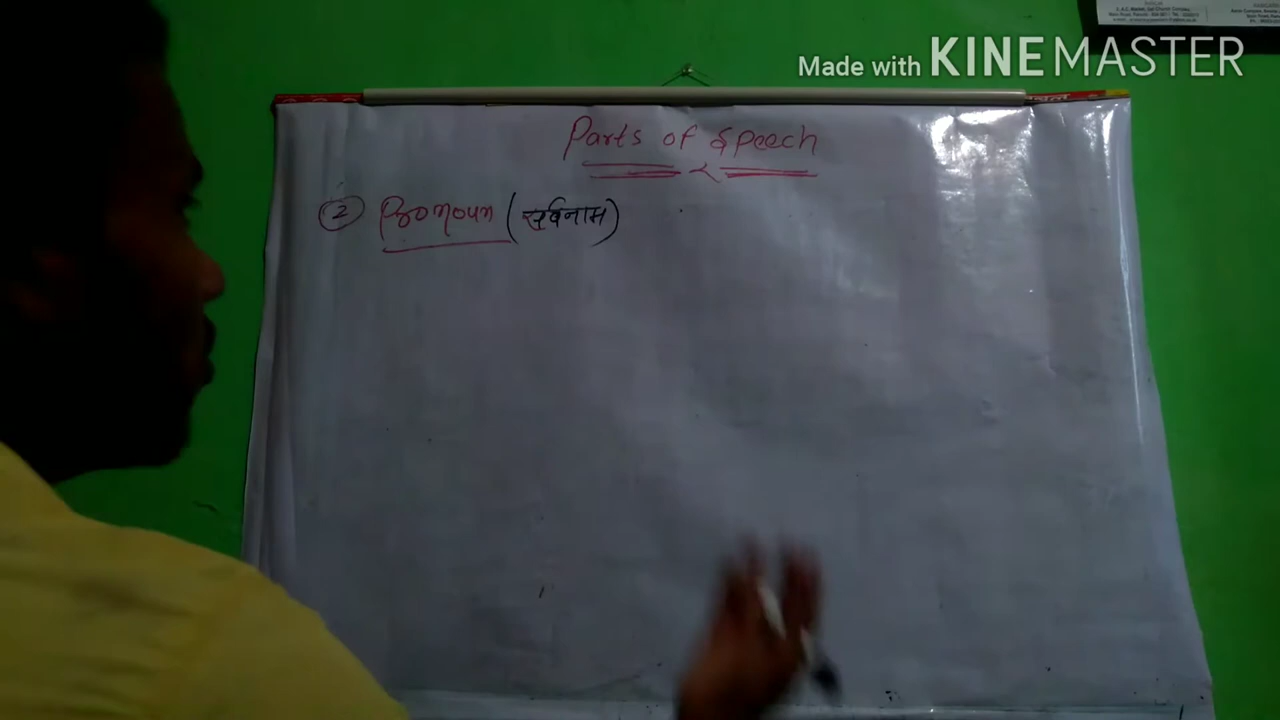 Made with KINEMASTER
Parts of Speech
② Pronoun (सर्वनाम)